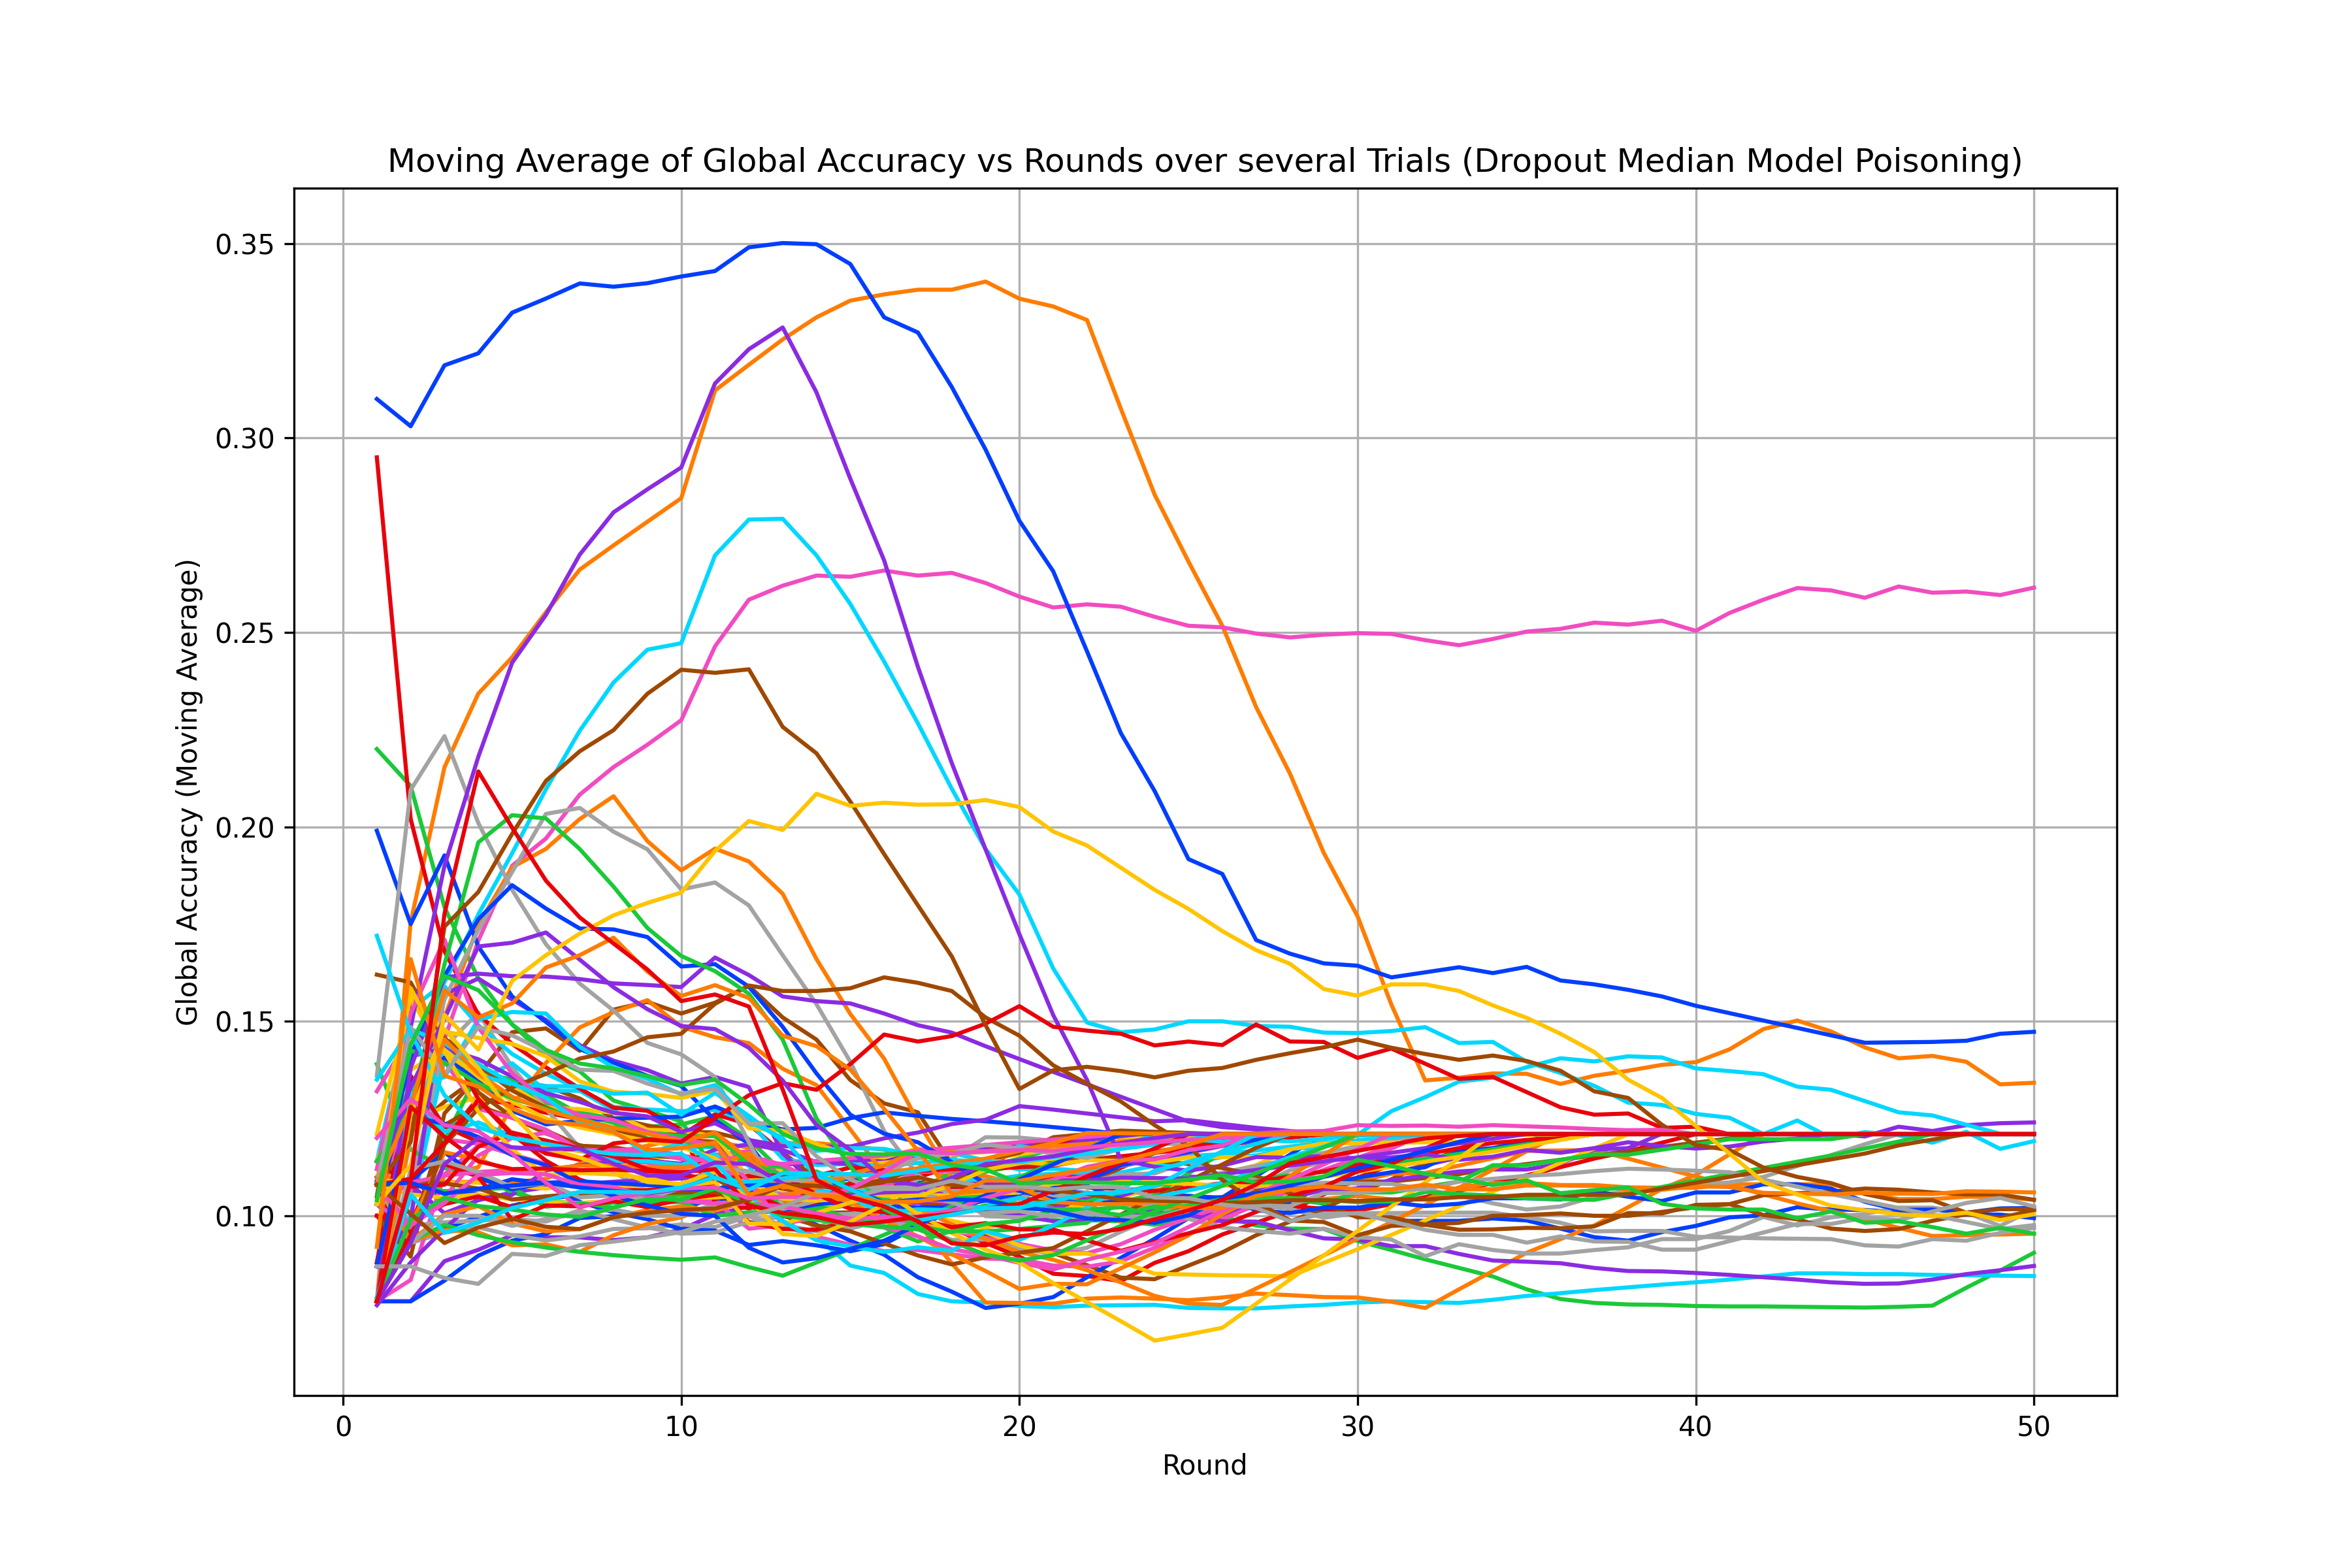 Moving Average of Global Accuracy vs Rounds over several Trials (Dropout Median Model Poisoning)
Global Accuracy (Moving Average)
0.35
0.30
0.25
0.20
0.15
0.10
0 10 20 30 40 50
Round